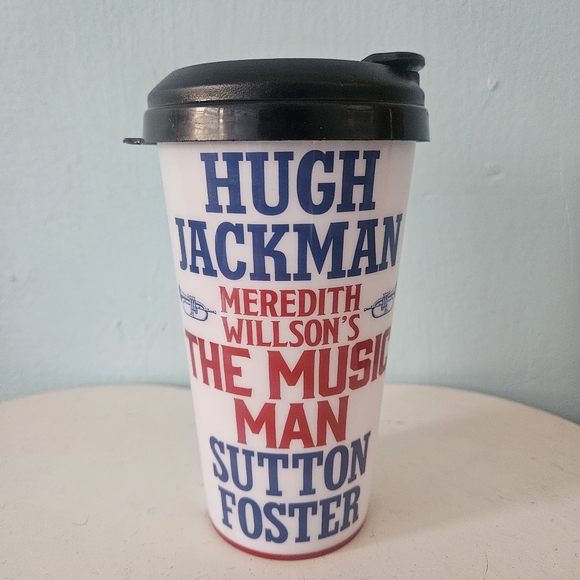 HUGH
JACKMAN
MEREDITH
WILLSON'S
THE MUSIC
MAN
SUTTON
FOSTER